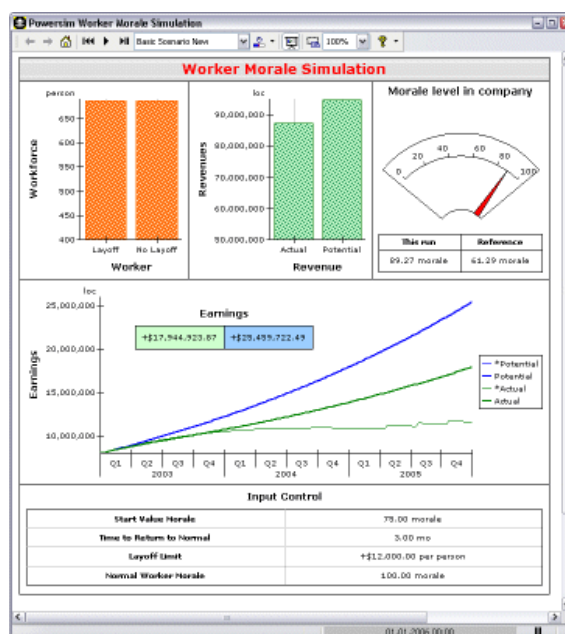 Powersim Worker Morale Simulation
Basic Scenario New
100%
Worker Morale Simulation
person
Workforce
650
600
550
500
450
400
Layoff No Layoff
Worker
loc
Revenues
90,000,000
80,000,000
70,000,000
60,000,000
50,000,000
Actual Potential
Revenue
Morale level in company
0 20 40 60 80 100
This run Reference
89.27 morale 61.29 morale
loc
Earnings
25,000,000
20,000,000
15,000,000
10,000,000
Earnings
+$17,944,923.87 +$25,459,722.49
*Potential
Potential
*Actual
Actual
Q1 Q2 Q3 Q4 Q1 Q2 Q3 Q4 Q1 Q2 Q3 Q4
2003 2004 2005
Input Control
Start Value Morale 75.00 morale
Time to Return to Normal 3.00 mo
Layoff Limit +$12,000.00 per person
Normal Worker Morale 100.00 morale
01-01-2006 00:00